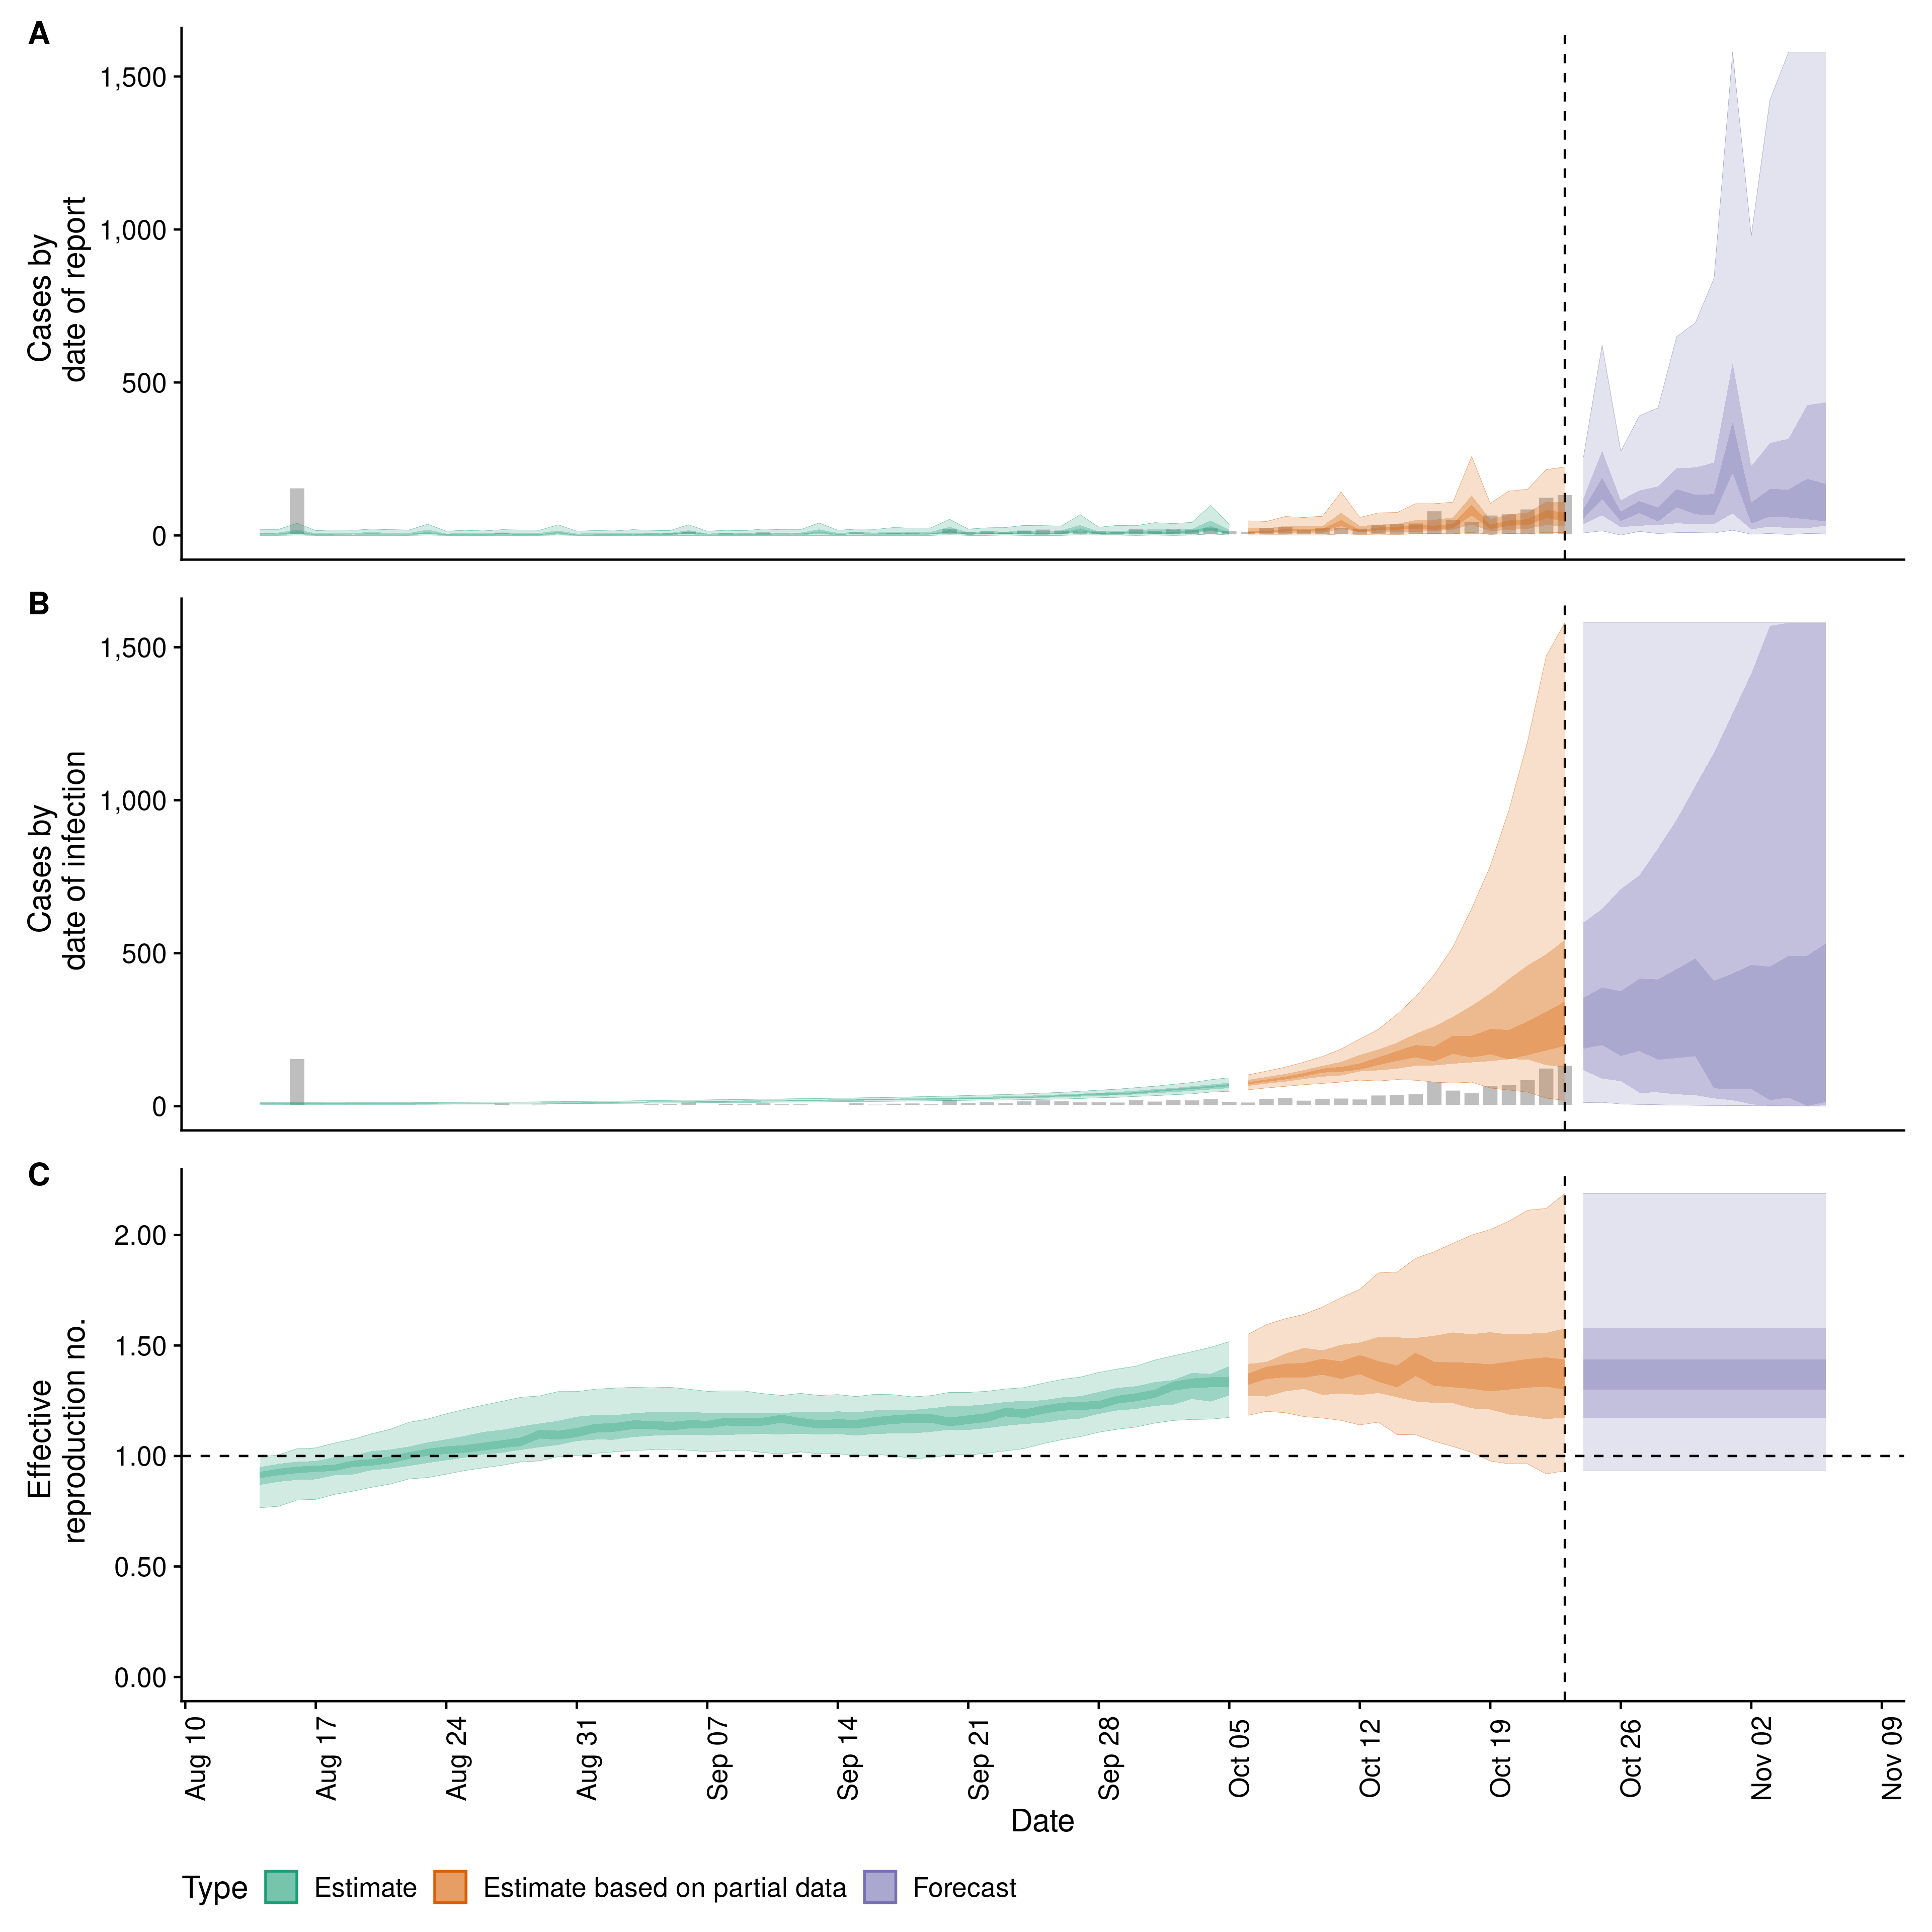 A
Cases by
date of report
1,500
1,000
500
0
B
Cases by
date of infection
1,500
1,000
500
0
C
Effective
reproduction no.
2.00
1.50
1.00
0.50
0.00
Aug 10
Aug 17
Aug 24
Aug 31
Sep 07
Sep 14
Sep 21
Sep 28
Oct 05
Oct 12
Oct 19
Oct 26
Nov 02
Nov 09
Date
Type Estimate Estimate based on partial data Forecast